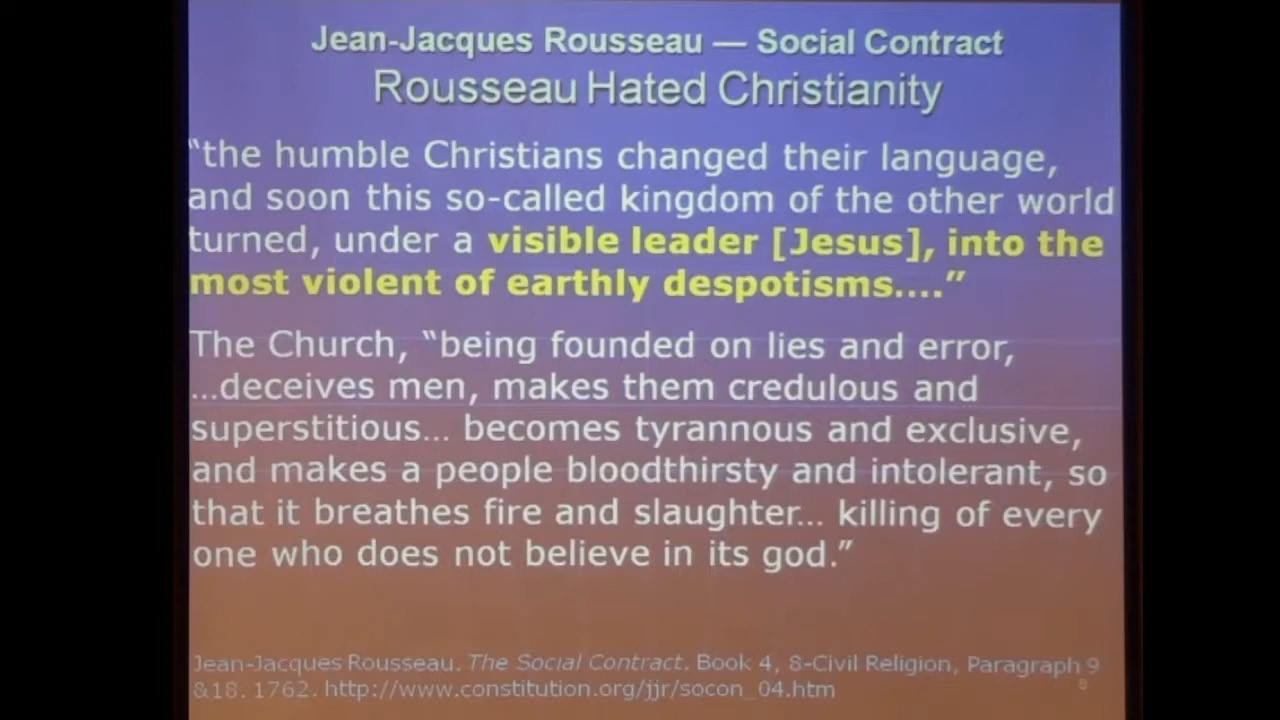 Jean-Jacques Rousseau — Social Contract
Rousseau Hated Christianity
“the humble Christians changed their language,
and soon this so-called kingdom of the other world
turned, under a visible leader [Jesus], into the
most violent of earthly despotisms....”
The Church, “being founded on lies and error,
...deceives men, makes them credulous and
superstitious... becomes tyrannous and exclusive,
and makes a people bloodthirsty and intolerant, so
that it breathes fire and slaughter... killing of every
one who does not believe in its god.”
Jean-Jacques Rousseau. The Social Contract. Book 4, 8-Civil Religion, Paragraph 9
&18. 1762. http://www.constitution.org/jjr/socon_04.htm
8